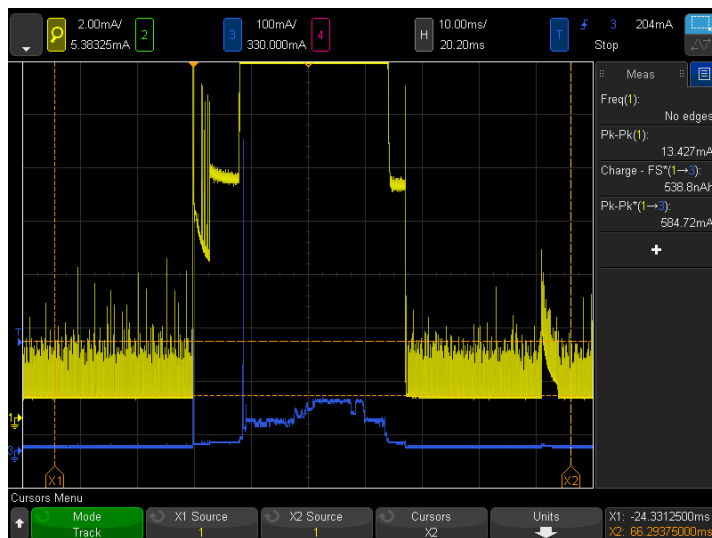 2.00mA/
5.38325mA
2
3
100mA/
330.000mA
4
H
10.00ms/
20.20ms
T
3
204mA
Stop
Meas
Freq(1):
No edges
Pk-Pk(1):
13.427mA
Charge - FS*(1→3):
538.8nAh
Pk-Pk*(1→3):
584.72mA
+
T
1
3
X1
X2
Cursors Menu
Mode
Track
X1 Source
1
X2 Source
1
Cursors
X2
Units
X1: -24.3312500ms
X2: 66.29375000ms